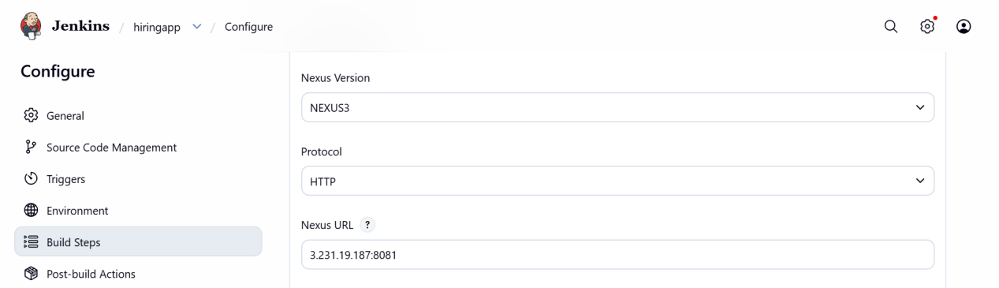 Jenkins / hiringapp / Configure
Configure
General
Source Code Management
Triggers
Environment
Build Steps
Post-build Actions
Nexus Version
NEXUS3
Protocol
HTTP
Nexus URL ?
3.231.19.187:8081